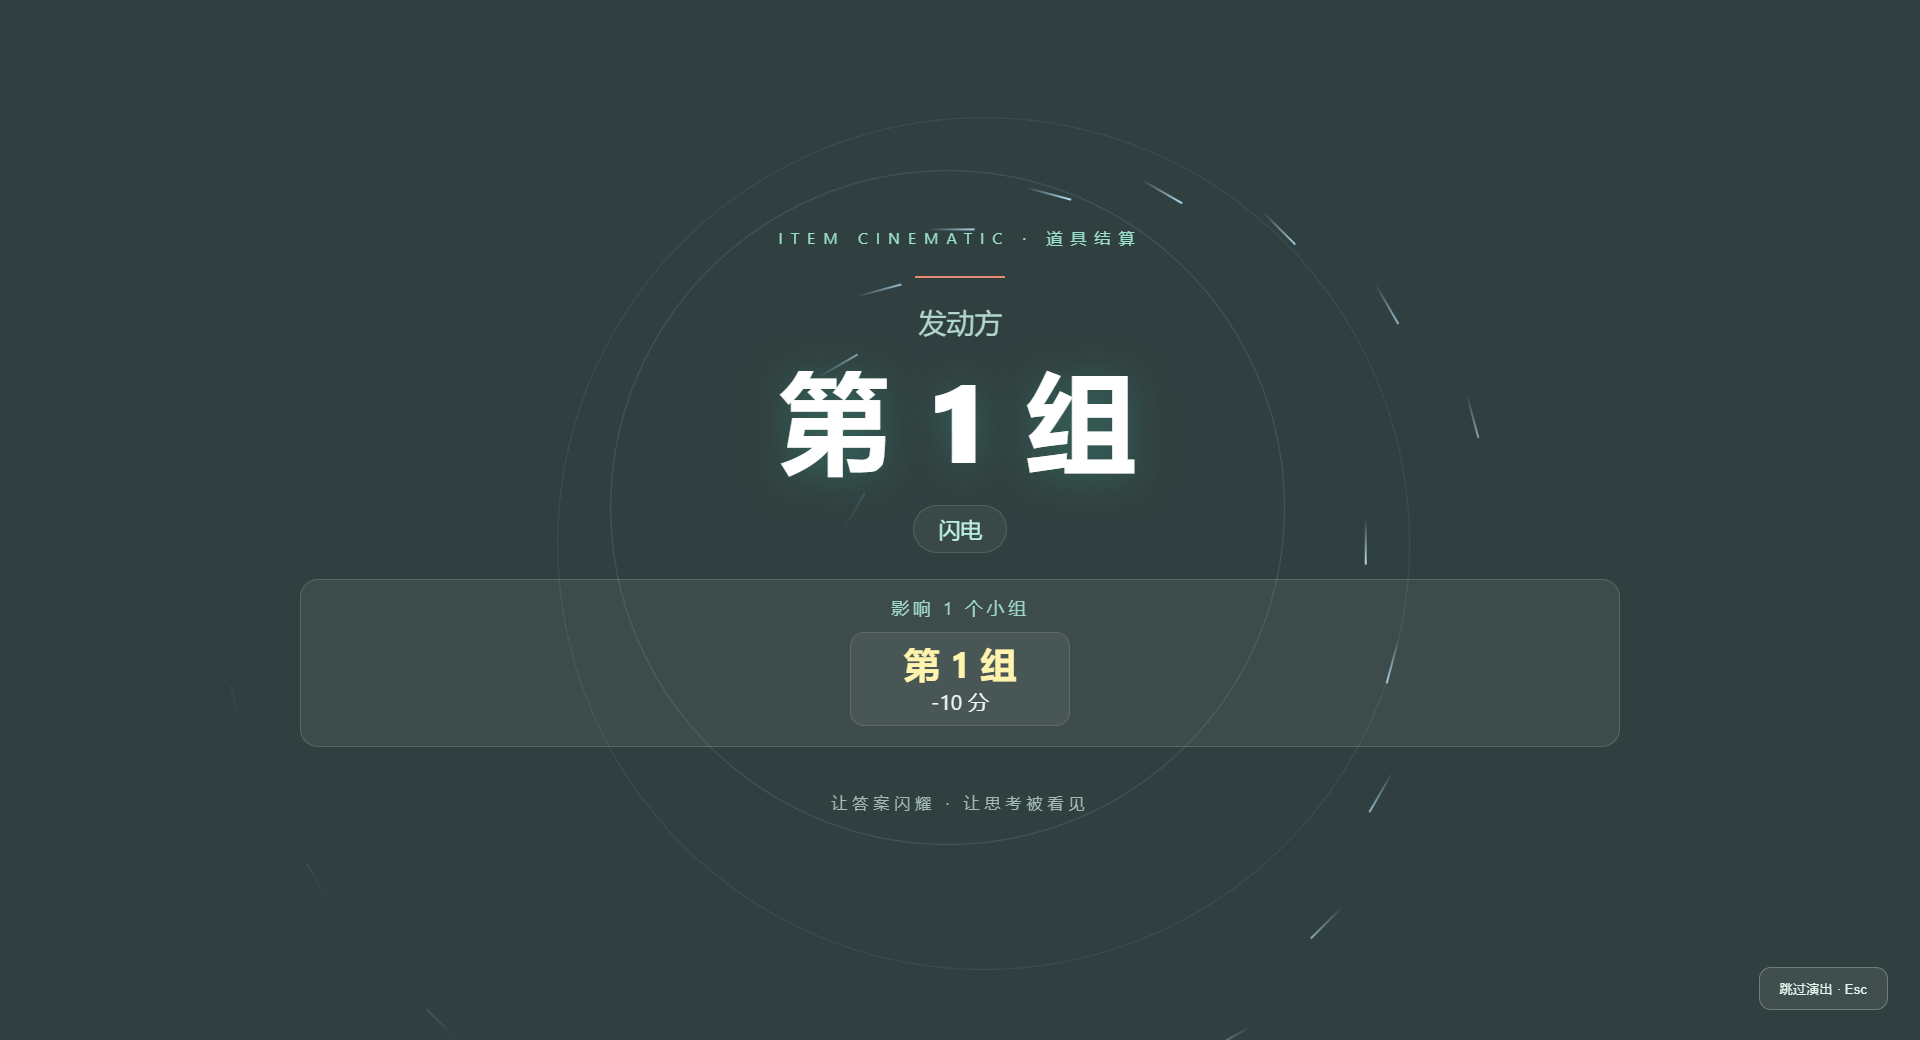 ITEM CINEMATIC · 道具结算
发动方
第 1 组
闪电
影响 1 个小组
第 1 组
-10 分
让答案闪耀 · 让思考被看见
跳过演出 · Esc